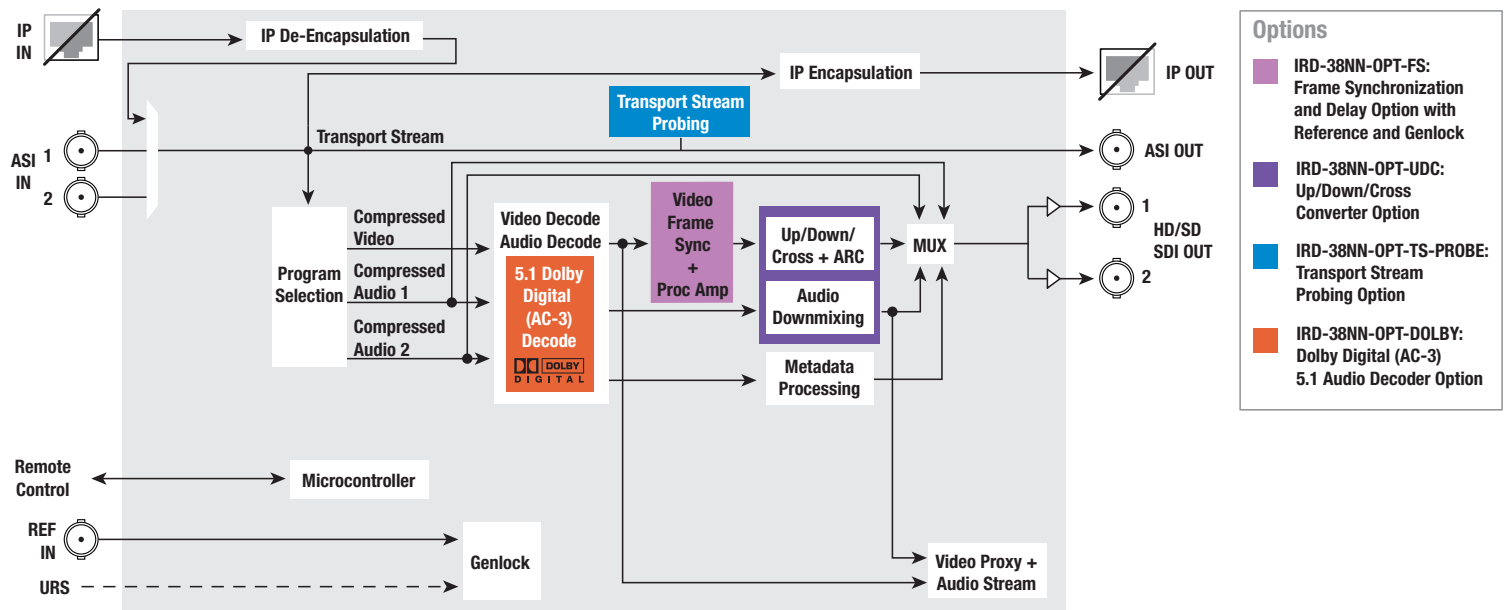 IP
IN
IP De-Encapsulation
IP Encapsulation
IP OUT
Transport Stream
Probing
Transport Stream
ASI
IN
1
2
ASI OUT
Program
Selection
Compressed
Video
Compressed
Audio 1
Compressed
Audio 2
Video Decode
Audio Decode
5.1 Dolby
Digital
(AC-3)
Decode
DOLBY
DIGITAL
Video
Frame
Sync
+
Proc Amp
Up/Down/
Cross + ARC
Audio
Downmixing
Metadata
Processing
MUX
1
HD/SD
SDI OUT
2
Remote
Control
Microcontroller
REF
IN
URS
Genlock
Video Proxy +
Audio Stream
Options
IRD-38NN-OPT-FS:
Frame Synchronization
and Delay Option with
Reference and Genlock
IRD-38NN-OPT-UDC:
Up/Down/Cross
Converter Option
IRD-38NN-OPT-TS-PROBE:
Transport Stream
Probing Option
IRD-38NN-OPT-DOLBY:
Dolby Digital (AC-3)
5.1 Audio Decoder Option